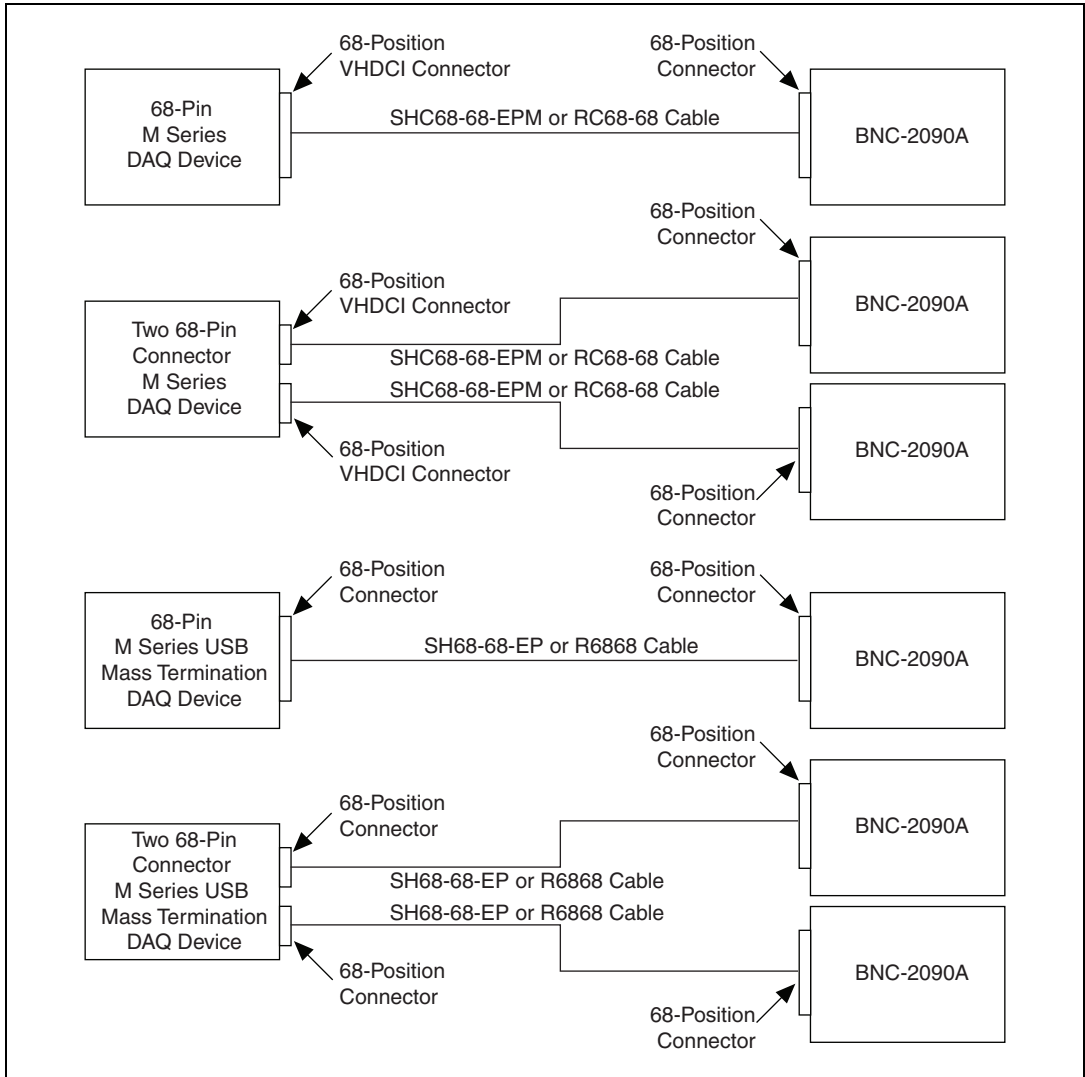 68-Position
VHDCI Connector
68-Position
Connector
68-Pin
M Series
DAQ Device
SHC68-68-EPM or RC68-68 Cable
BNC-2090A
68-Position
Connector
68-Position
VHDCI Connector
BNC-2090A
Two 68-Pin
Connector
M Series
DAQ Device
SHC68-68-EPM or RC68-68 Cable
SHC68-68-EPM or RC68-68 Cable
68-Position
VHDCI Connector
BNC-2090A
68-Position
Connector
68-Position
Connector
68-Position
Connector
68-Pin
M Series USB
Mass Termination
DAQ Device
SH68-68-EP or R6868 Cable
BNC-2090A
68-Position
Connector
68-Position
Connector
BNC-2090A
Two 68-Pin
Connector
M Series USB
Mass Termination
DAQ Device
SH68-68-EP or R6868 Cable
SH68-68-EP or R6868 Cable
68-Position
Connector
BNC-2090A
68-Position
Connector